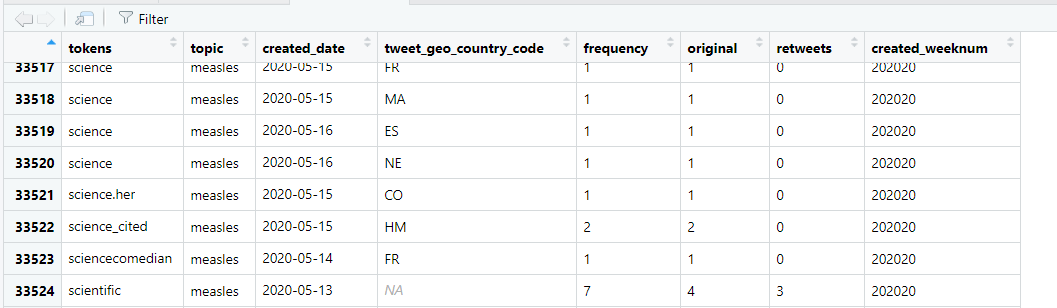 Filter
tokens topic created_date tweet_geo_country_code frequency original retweets created_weeknum
33517 science measles 2020-05-15 FR 1 1 0 202020
33518 science measles 2020-05-15 MA 1 1 0 202020
33519 science measles 2020-05-16 ES 1 1 0 202020
33520 science measles 2020-05-16 NE 1 1 0 202020
33521 science.her measles 2020-05-15 CO 1 1 0 202020
33522 science_cited measles 2020-05-15 HM 2 2 0 202020
33523 sciencecomedian measles 2020-05-14 FR 1 1 0 202020
33524 scientific measles 2020-05-13 NA 7 4 3 202020